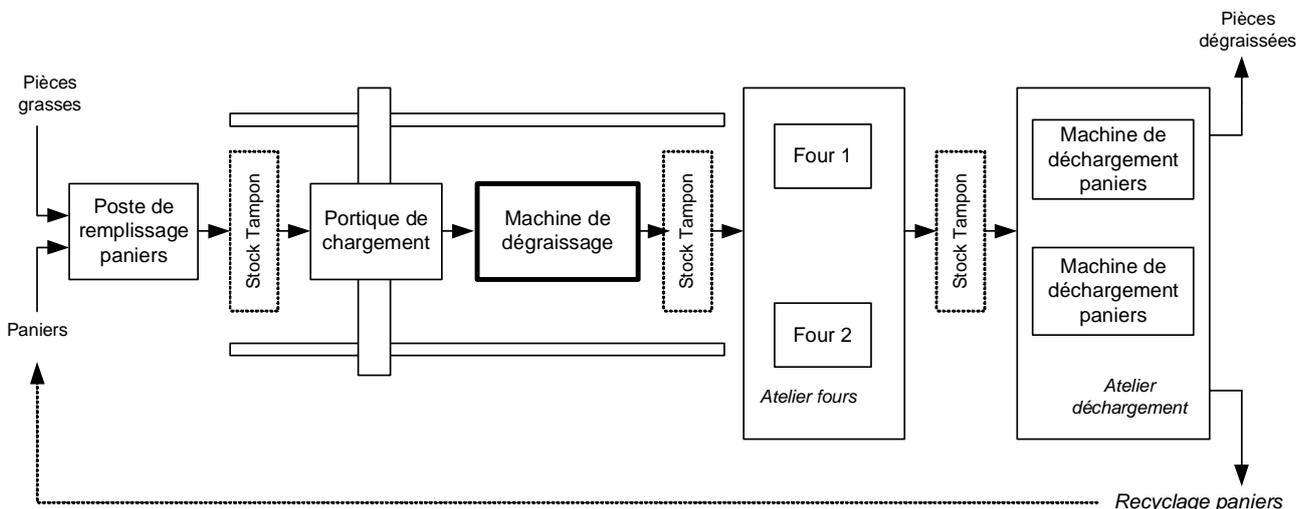 Pièces
grasses
Paniers
Poste de
remplissage
paniers
Stock Tampon
Portique de
chargement
Machine de
dégraissage
Stock Tampon
Four 1
Four 2
Atelier fours
Stock Tampon
Machine de
déchargement
paniers
Machine de
déchargement
paniers
Atelier
déchargement
Pièces
dégraissées
Recyclage paniers